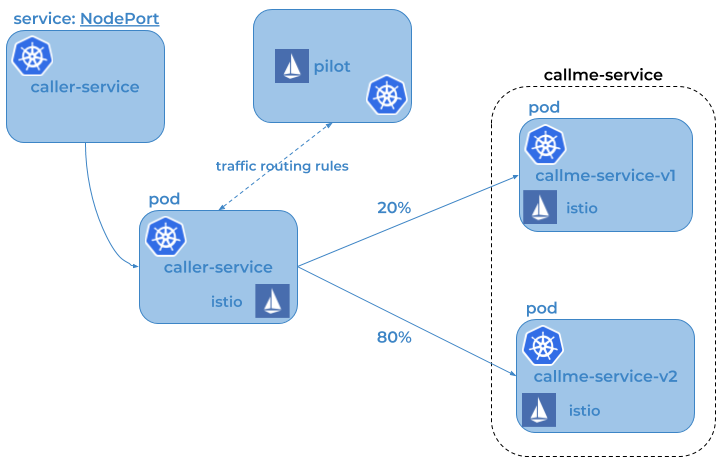 service: NodePort
caller-service
pilot
traffic routing rules
pod
caller-service
istio
20%
80%
callme-service
pod
callme-service-v1
istio
pod
callme-service-v2
istio